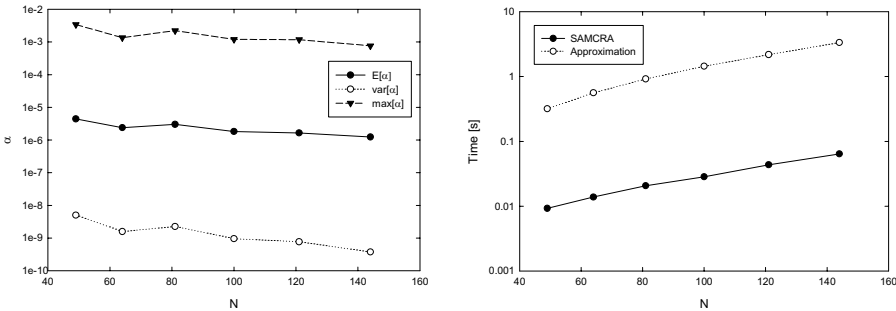 1e-2
1e-3
1e-4
1e-5
1e-6
1e-7
1e-8
1e-9
1e-10
α
E[α]
var[α]
max[α]
40 60 80 100 120 140 160
N
10
1
0.1
0.01
0.001
Time [s]
SAMCRA
Approximation
40 60 80 100 120 140 160
N